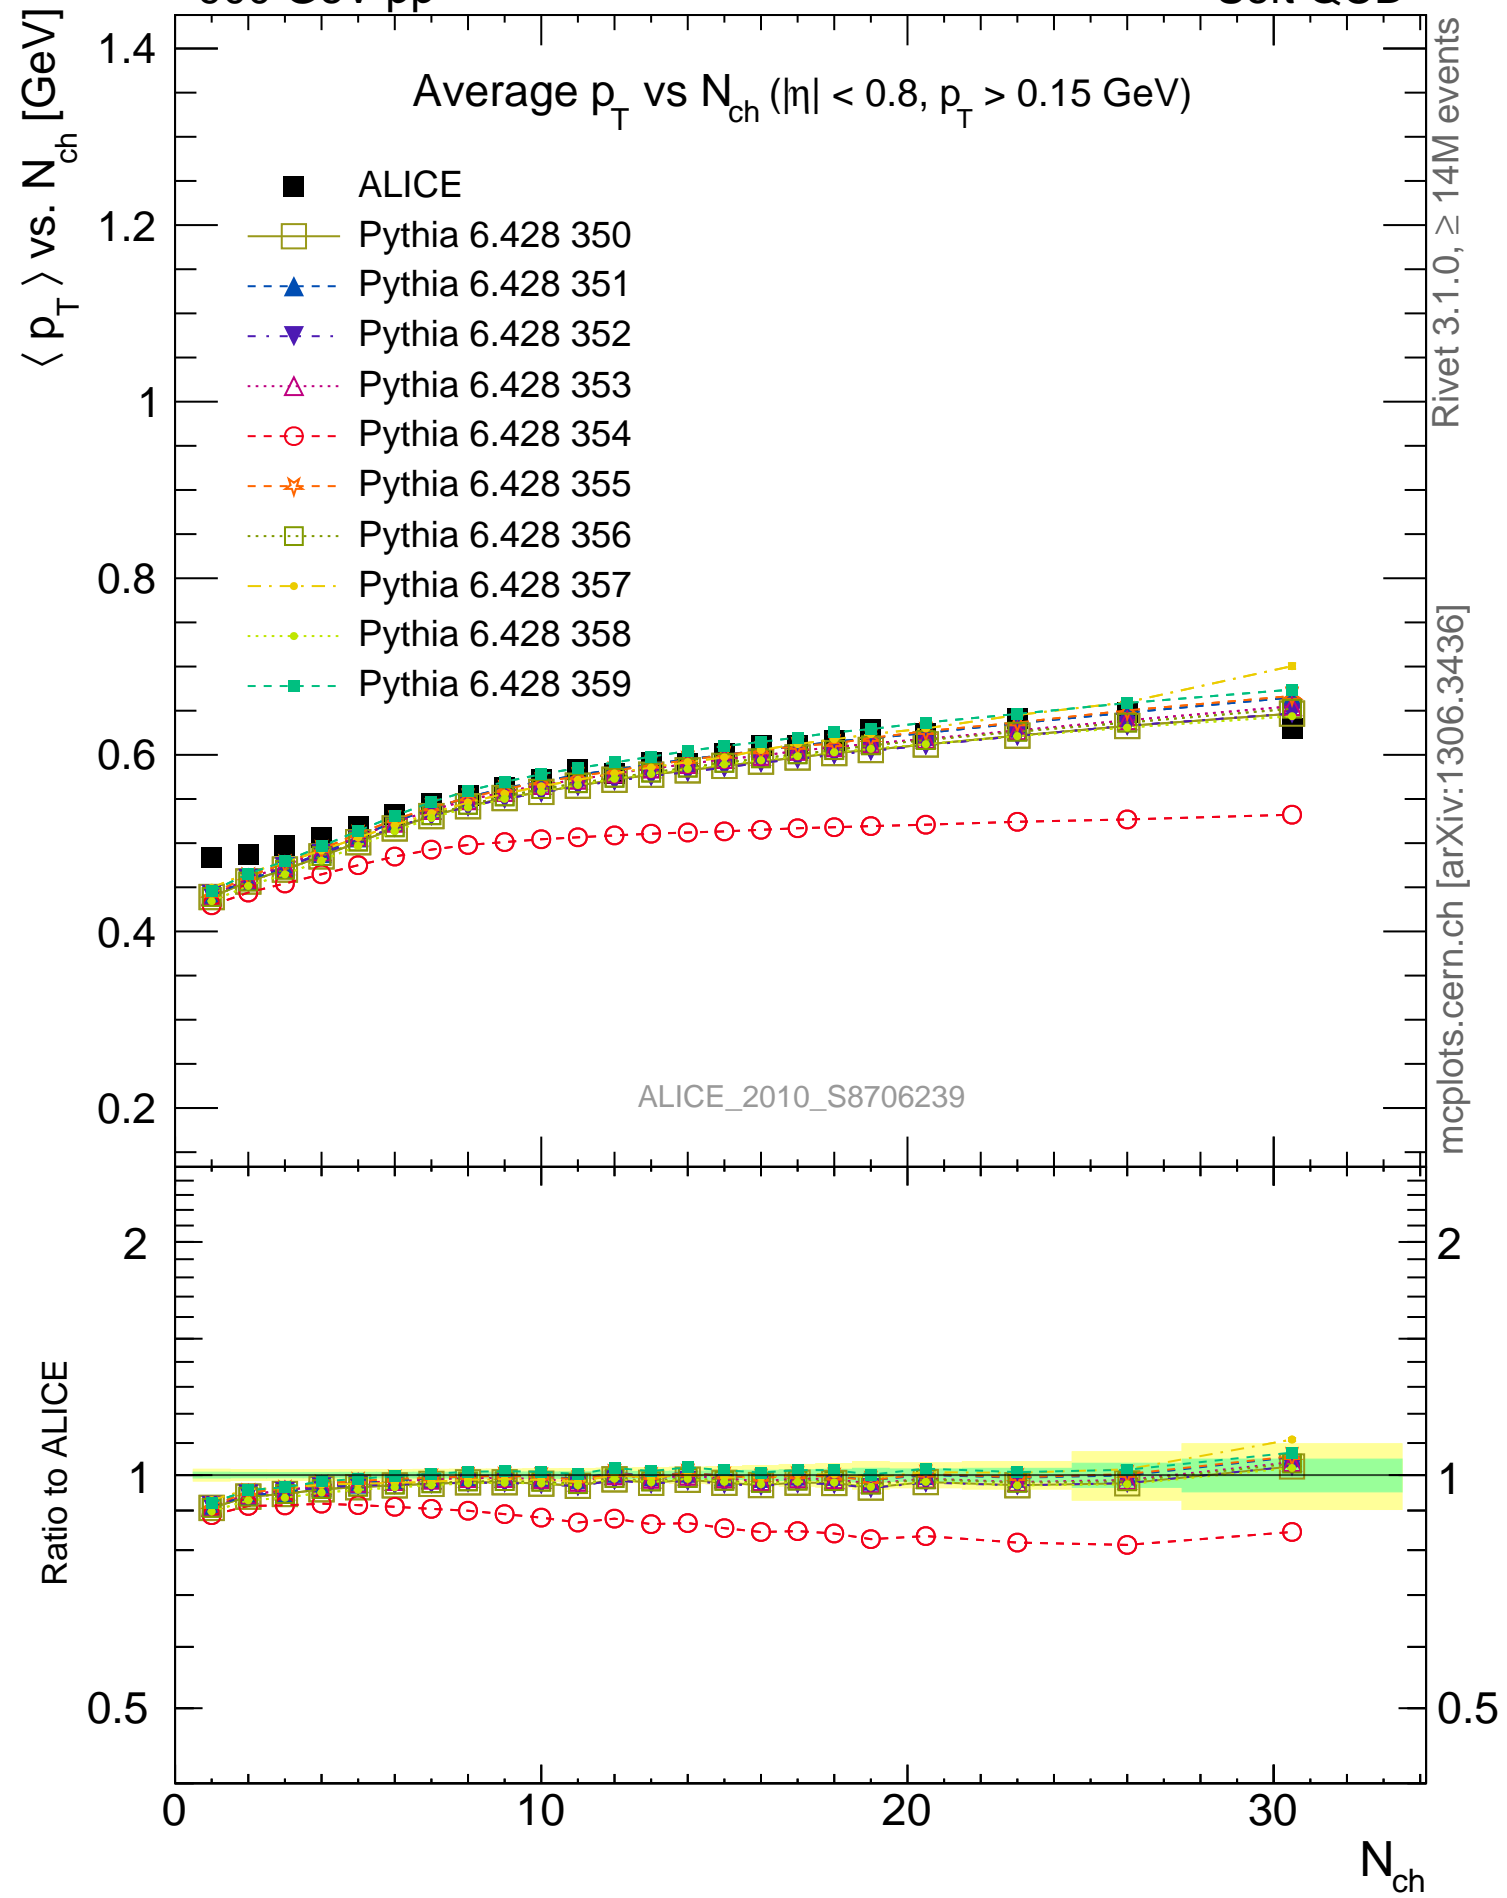 900 GeV pp
Soft QCD
⟨ p_T ⟩ vs. N_ch [GeV]
Average p_T vs N_ch (|η| < 0.8, p_T > 0.15 GeV)
ALICE
Pythia 6.428 350
Pythia 6.428 351
Pythia 6.428 352
Pythia 6.428 353
Pythia 6.428 354
Pythia 6.428 355
Pythia 6.428 356
Pythia 6.428 357
Pythia 6.428 358
Pythia 6.428 359
1.4
1.2
1
0.8
0.6
0.4
0.2
ALICE_2010_S8706239
Rivet 3.1.0, ≥ 14M events
mcplots.cern.ch [arXiv:1306.3436]
Ratio to ALICE
2
1
0.5
2
1
0.5
0
10
20
30
N_ch